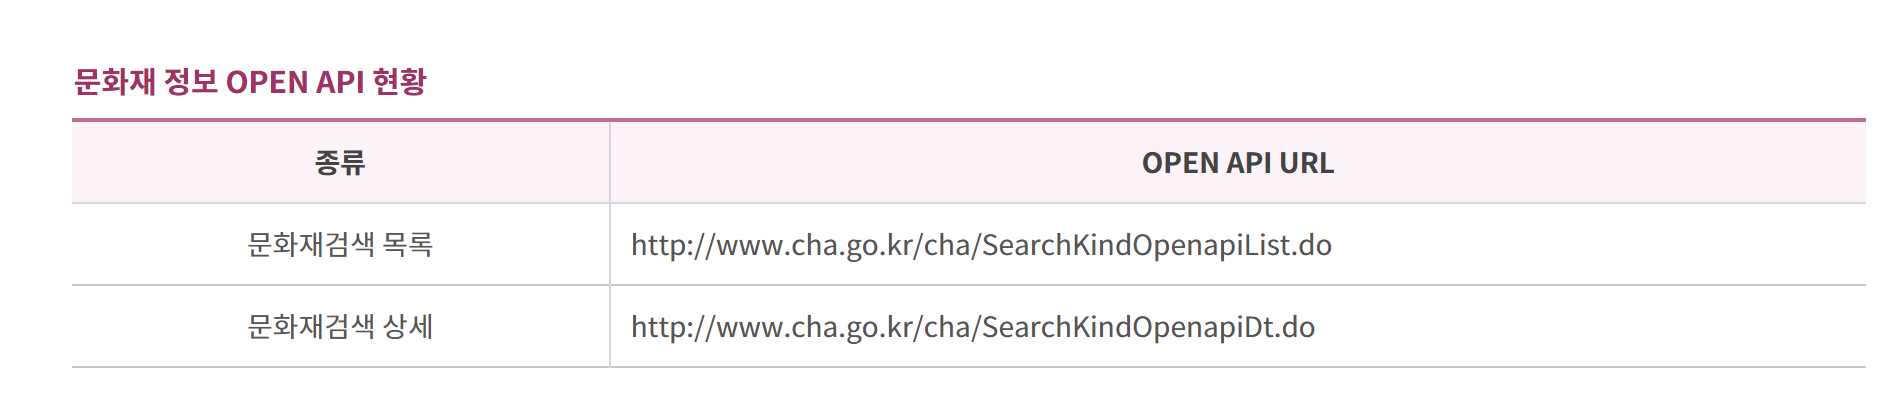 문화재 정보 OPEN API 현황
종류 OPEN API URL
문화재검색 목록 http://www.cha.go.kr/cha/SearchKindOpenapiList.do
문화재검색 상세 http://www.cha.go.kr/cha/SearchKindOpenapiDt.do